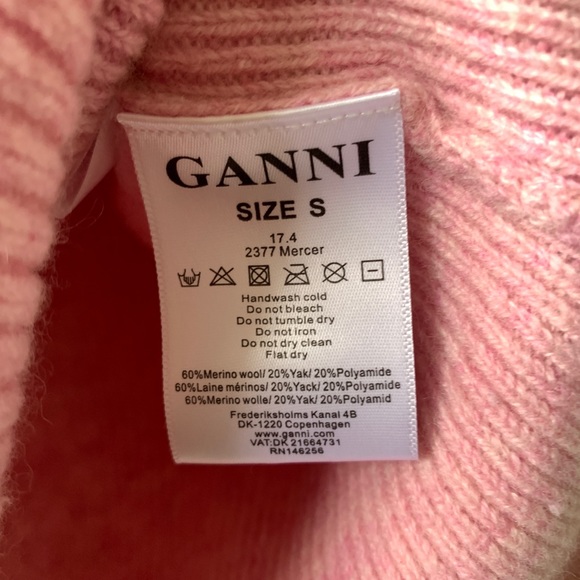 GANNI
SIZE S
17.4
2377 Mercer
Handwash cold
Do not bleach
Do not tumble dry
Do not iron
Do not dry clean
Flat dry
60%Merino wool/ 20%Yak/ 20%Polyamide
60%Laine mérinos/ 20%Yack/ 20%Polyamide
60%Merino wolle/ 20%Yak/ 20%Polyamid
Frederiksholms Kanal 4B
DK-1220 Copenhagen
www.ganni.com
VAT:DK 21664731
RN146256